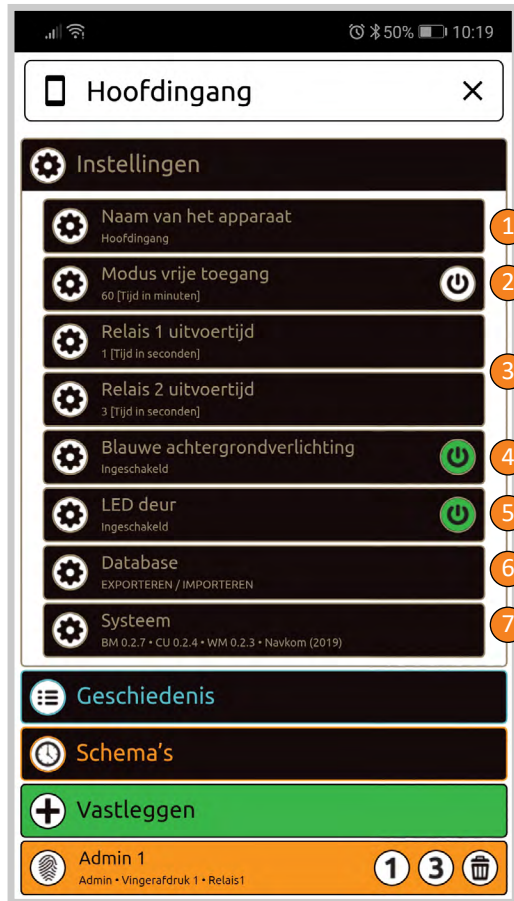 50% 10:19
Hoofdingang
Instellingen
Naam van het apparaat
Hoofdingang
1
Modus vrije toegang
60 [Tijd in minuten]
2
Relais 1 uitvoertijd
1 [Tijd in seconden]
3
Relais 2 uitvoertijd
3 [Tijd in seconden]
Blauwe achtergrondverlichting
Ingeschakeld
4
LED deur
Ingeschakeld
5
Database
EXPORTEREN / IMPORTEREN
6
Systeem
BM 0.2.7 • CU 0.2.4 • WM 0.2.3 • Navkom (2019)
7
Geschiedenis
Schema's
Vastleggen
Admin 1
Admin • Vingerafdruk 1 • Relais1
1 3